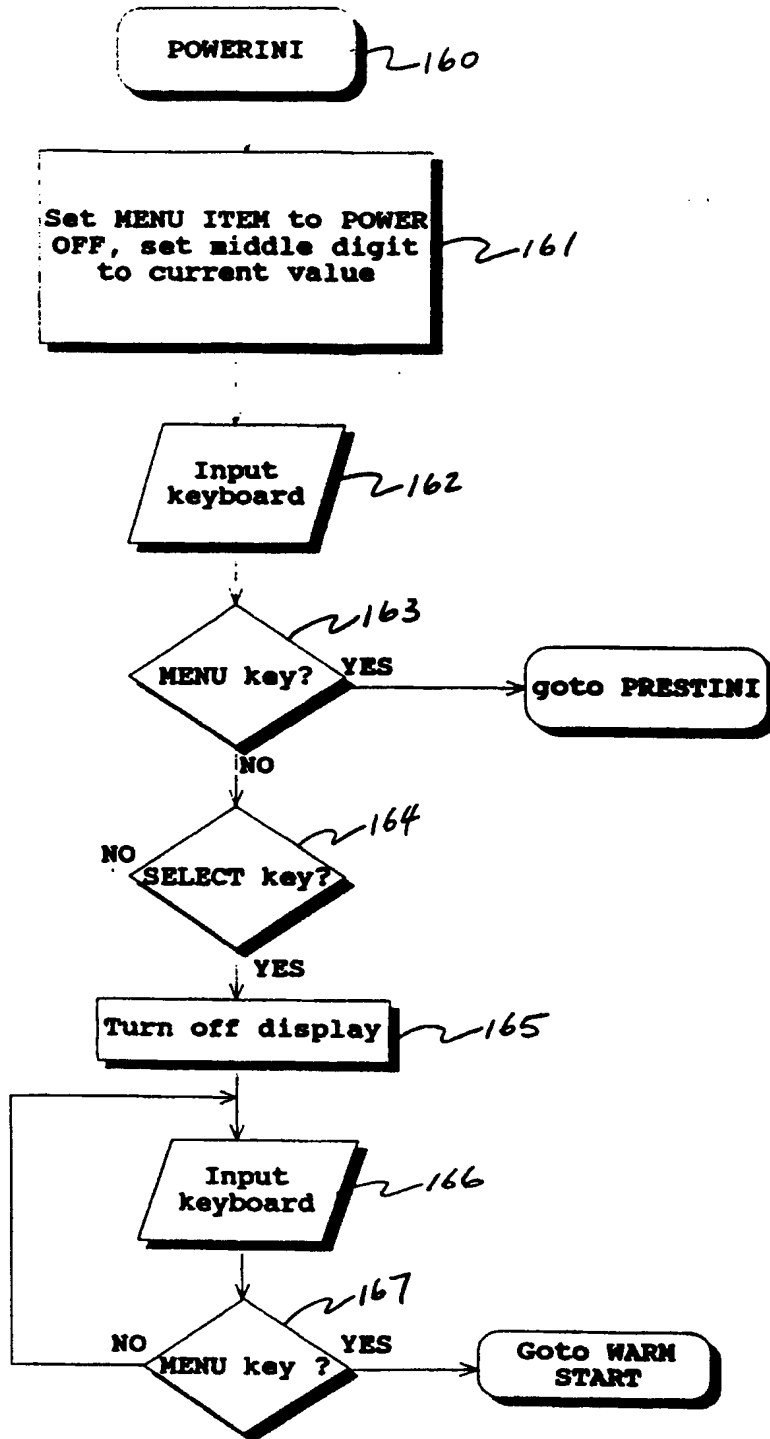 POWERINI
160
Set MENU ITEM to POWER
OFF, set middle digit
to current value
161
Input
keyboard
162
163
MENU key?
YES
goto PRESTINI
NO
164
NO
SELECT key?
YES
Turn off display
165
Input
keyboard
166
167
NO
MENU key ?
YES
Goto WARM
START